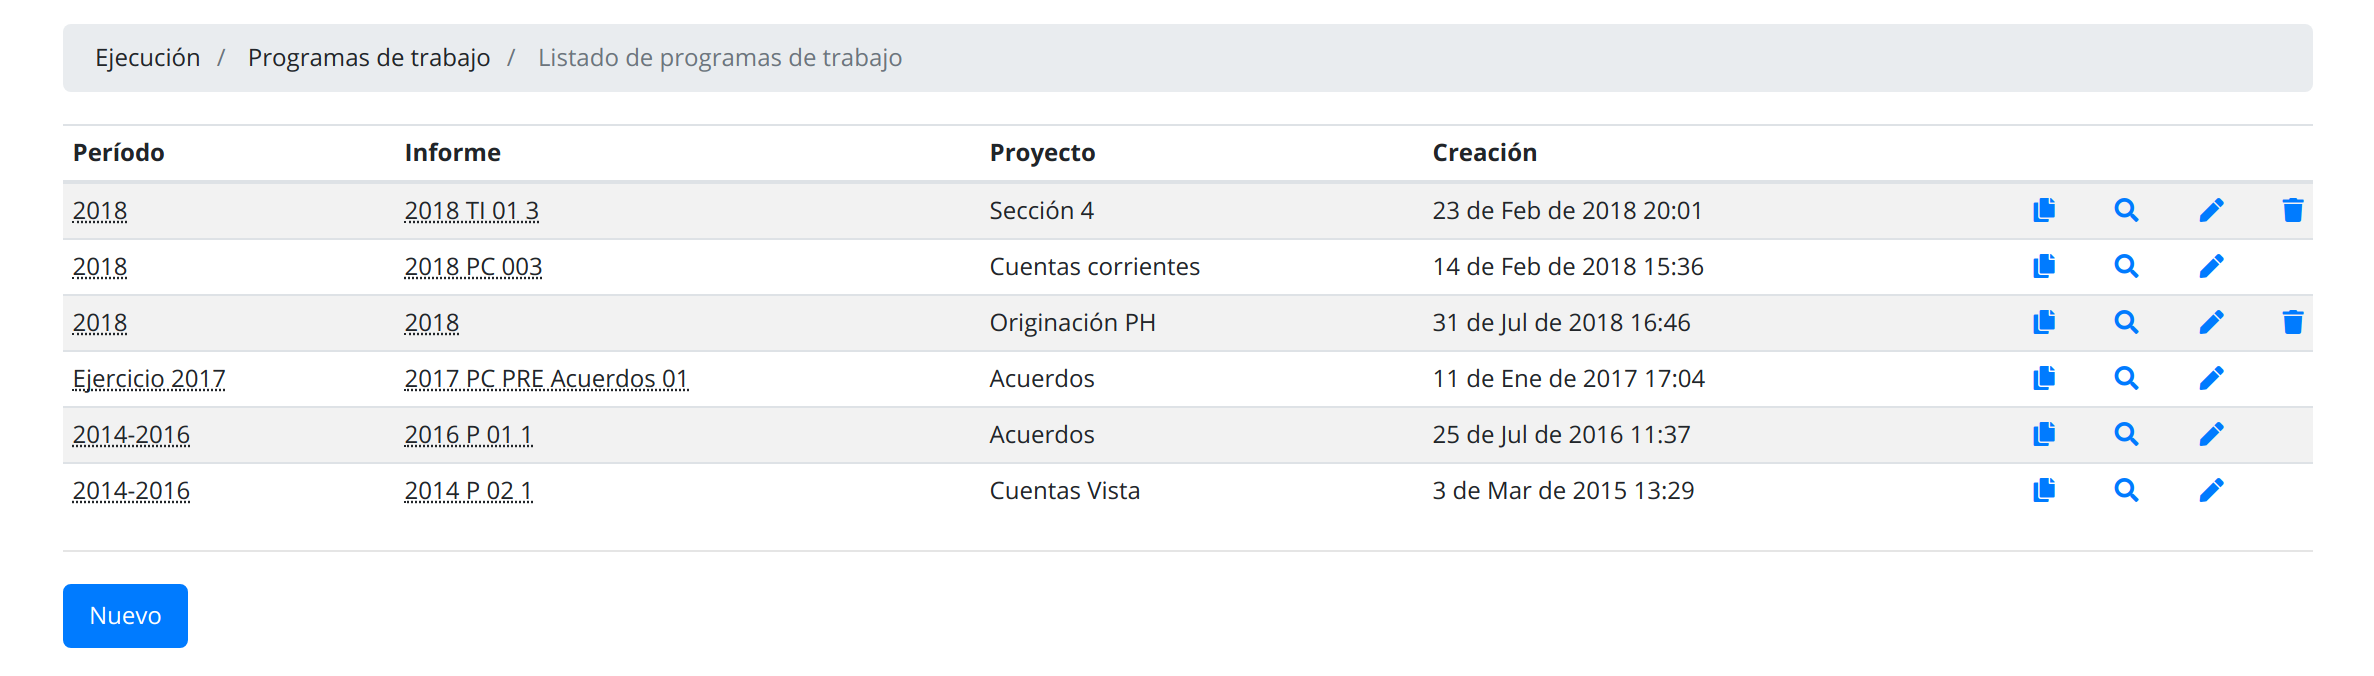 Ejecución / Programas de trabajo / Listado de programas de trabajo
Período Informe Proyecto Creación
2018 2018 TI 01 3 Sección 4 23 de Feb de 2018 20:01
2018 2018 PC 003 Cuentas corrientes 14 de Feb de 2018 15:36
2018 2018 Originación PH 31 de Jul de 2018 16:46
Ejercicio 2017 2017 PC PRE Acuerdos 01 Acuerdos 11 de Ene de 2017 17:04
2014-2016 2016 P 01 1 Acuerdos 25 de Jul de 2016 11:37
2014-2016 2014 P 02 1 Cuentas Vista 3 de Mar de 2015 13:29
Nuevo